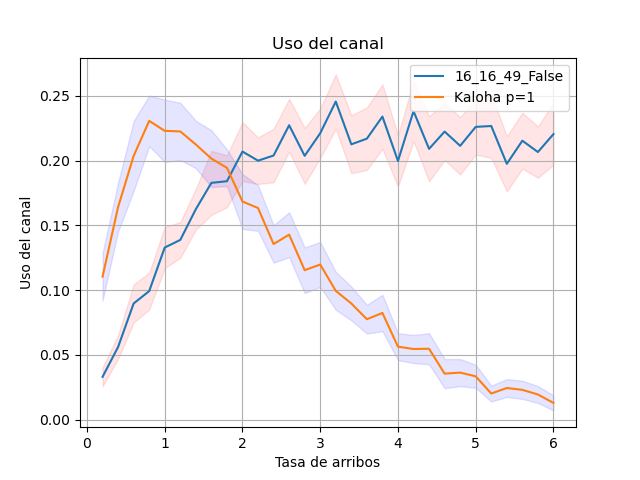 Uso del canal
16_16_49_False
Kaloha p=1
Uso del canal
0.25
0.20
0.15
0.10
0.05
0.00
0 1 2 3 4 5 6
Tasa de arribos